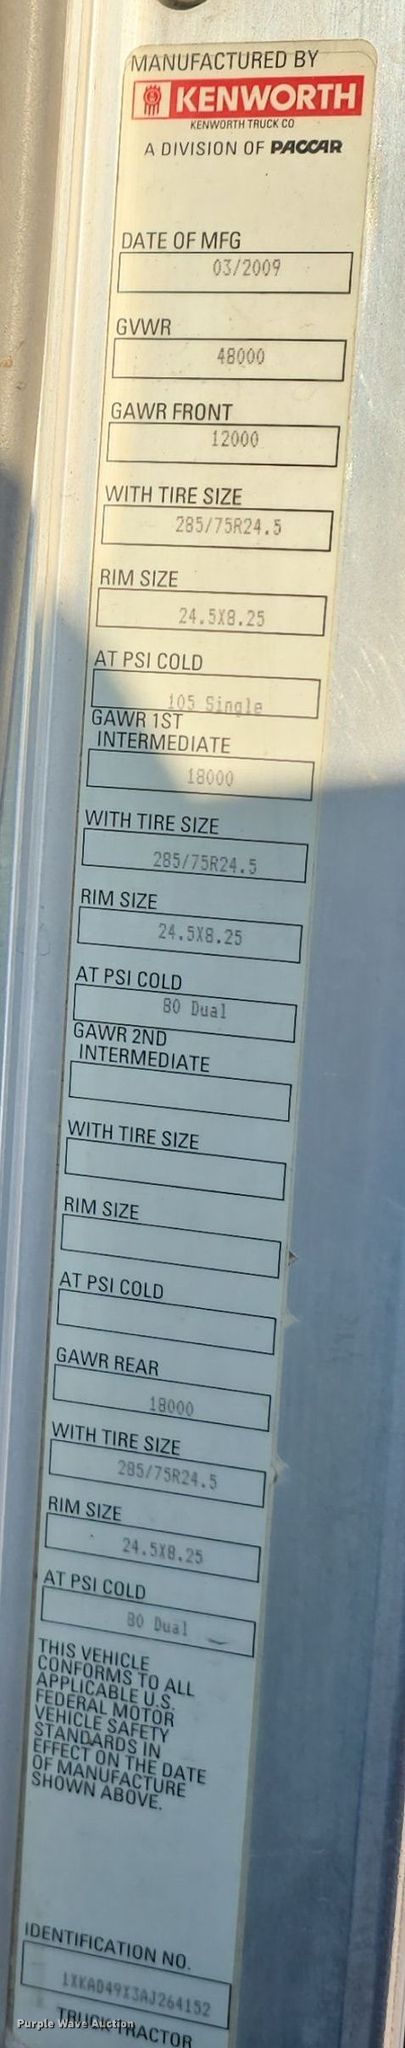 MANUFACTURED BY
KENWORTH
KENWORTH TRUCK CO
A DIVISION OF PACCAR
DATE OF MFG
03/2009
GVWR
48000
GAWR FRONT
12000
WITH TIRE SIZE
285/75R24.5
RIM SIZE
24.5X8.25
AT PSI COLD
105 Single
GAWR 1ST
INTERMEDIATE
18000
WITH TIRE SIZE
285/75R24.5
RIM SIZE
24.5X8.25
AT PSI COLD
80 Dual
GAWR 2ND
INTERMEDIATE
WITH TIRE SIZE
RIM SIZE
AT PSI COLD
GAWR REAR
18000
WITH TIRE SIZE
285/75R24.5
RIM SIZE
24.5X8.25
AT PSI COLD
80 Dual
THIS VEHICLE
CONFORMS TO ALL
APPLICABLE U.S.
FEDERAL MOTOR
VEHICLE SAFETY
STANDARDS IN
EFFECT ON THE DATE
OF MANUFACTURE
SHOWN ABOVE.
IDENTIFICATION NO.
1XKAD49X3AJ264152
TRUCK-TRACTOR
Purple Wave Auction